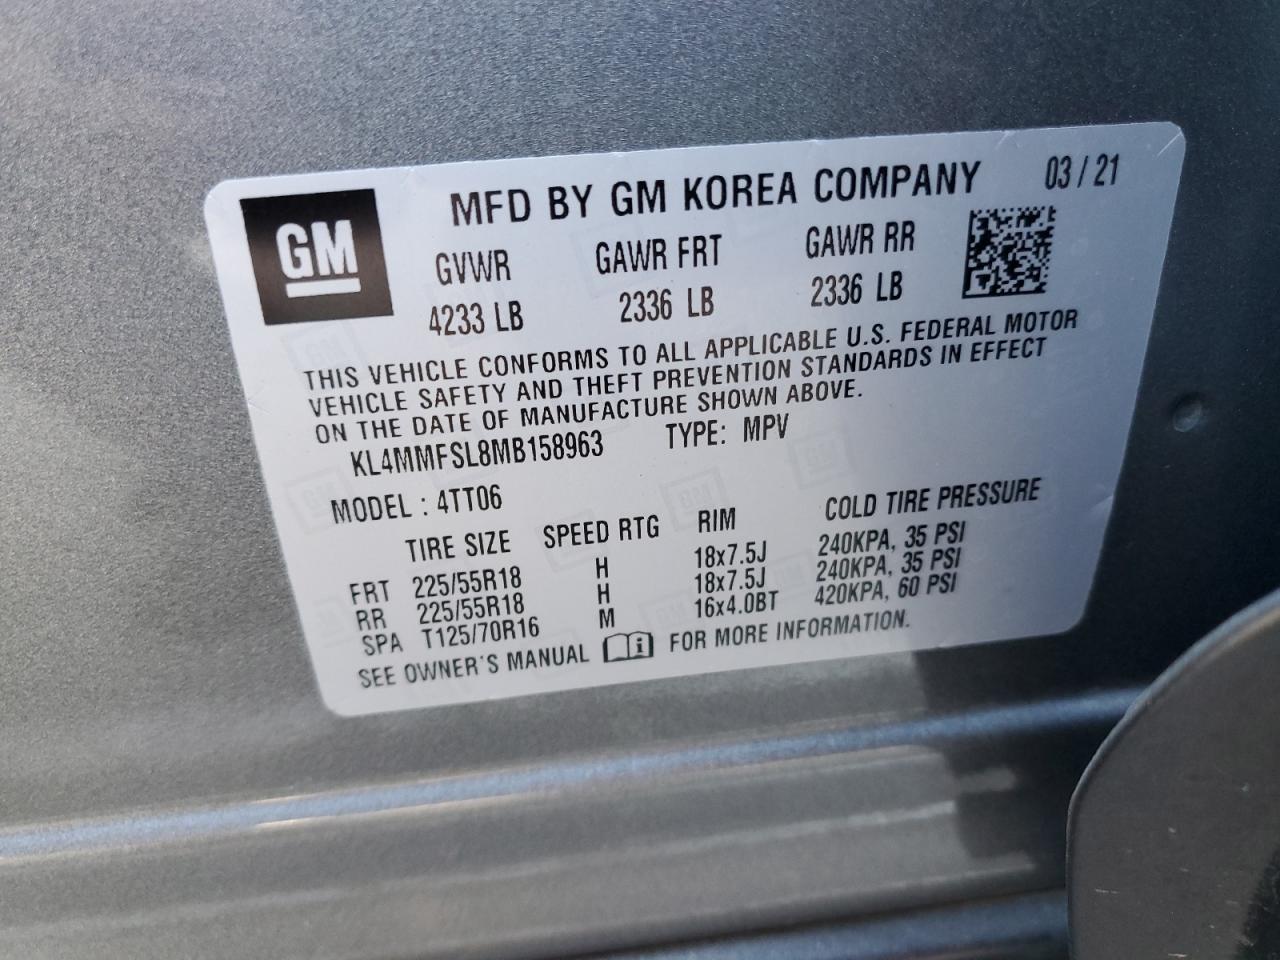 GM
MFD BY GM KOREA COMPANY 03 / 21
GVWR GAWR FRT GAWR RR
4233 LB 2336 LB 2336 LB
THIS VEHICLE CONFORMS TO ALL APPLICABLE U.S. FEDERAL MOTOR
VEHICLE SAFETY AND THEFT PREVENTION STANDARDS IN EFFECT
ON THE DATE OF MANUFACTURE SHOWN ABOVE.
KL4MMFSL8MB158963 TYPE: MPV
MODEL : 4TT06
TIRE SIZE SPEED RTG RIM COLD TIRE PRESSURE
FRT 225/55R18 H 18x7.5J 240KPA, 35 PSI
RR 225/55R18 H 18x7.5J 240KPA, 35 PSI
SPA T125/70R16 M 16x4.0BT 420KPA, 60 PSI
SEE OWNER'S MANUAL FOR MORE INFORMATION.